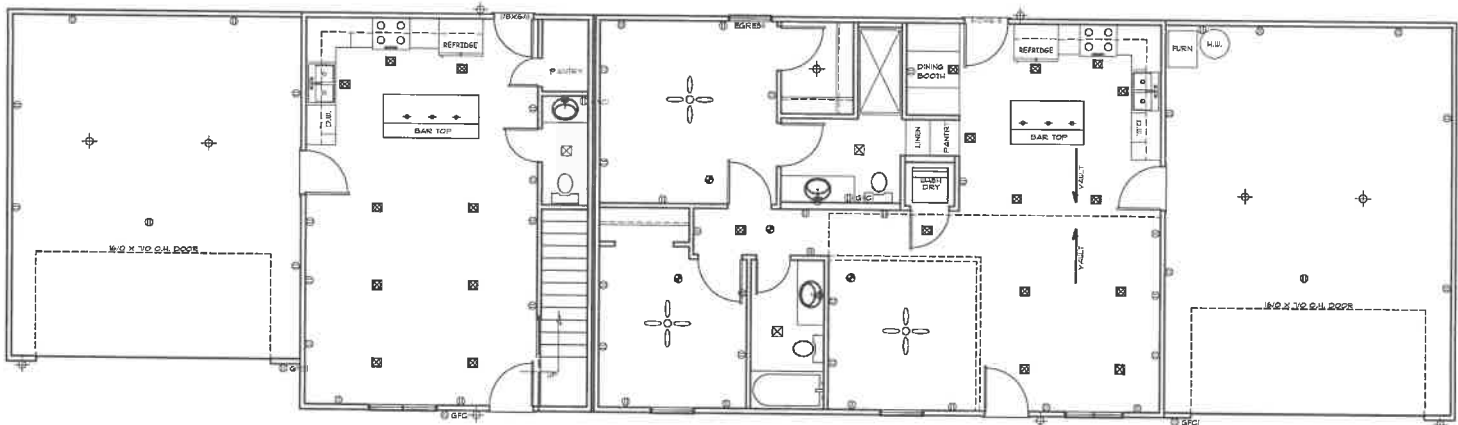 REFRIDGE
PANTRY
D.W.
BAR TOP
16/0 X 7/0 O.H. DOOR
GFCI
EGRESS
DINING
BOOTH
REFRIDGE
FURN
H.W.
LINEN
PANTRY
BAR TOP
DRY
GFCI
VAULT
VAULT
16/0 X 7/0 O.H. DOOR
GFCI